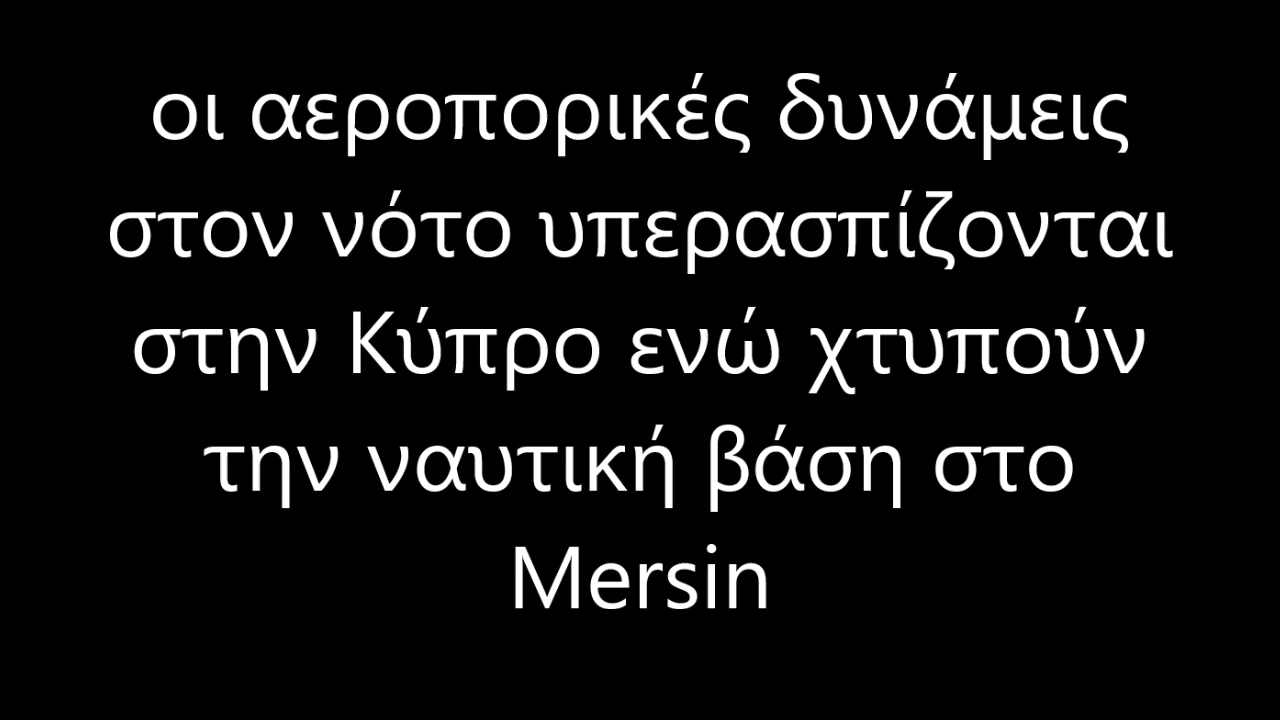 οι αεροπορικές δυνάμεις
στον νότο υπερασπίζονται
στην Κύπρο ενώ χτυπούν
την ναυτική βάση στο
Mersin